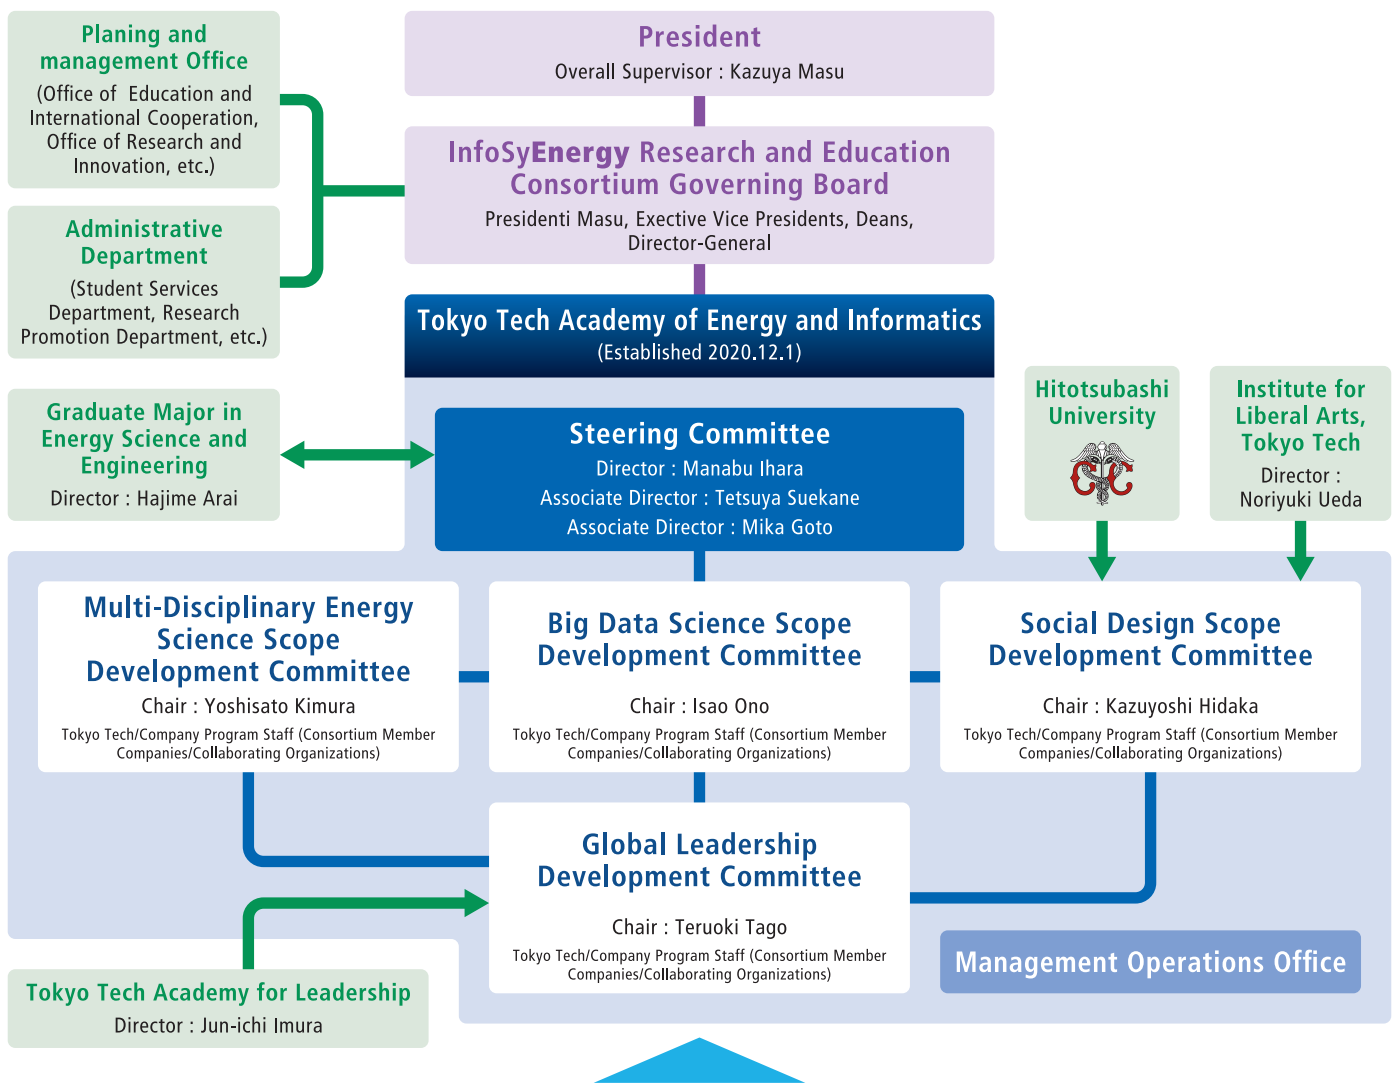 Planing and
management Office
(Office of Education and
International Cooperation,
Office of Research and
Innovation, etc.)
President
Overall Supervisor : Kazuya Masu
InfoSyEnergy Research and Education
Consortium Governing Board
Presidenti Masu, Exective Vice Presidents, Deans,
Director-General
Administrative
Department
(Student Services
Department, Research
Promotion Department, etc.)
Tokyo Tech Academy of Energy and Informatics
(Established 2020.12.1)
Graduate Major in
Energy Science and
Engineering
Director : Hajime Arai
Steering Committee
Director : Manabu Ihara
Associate Director : Tetsuya Suekane
Associate Director : Mika Goto
Hitotsubashi
University
C C
Institute for
Liberal Arts,
Tokyo Tech
Director :
Noriyuki Ueda
Multi-Disciplinary Energy
Science Scope
Development Committee
Chair : Yoshisato Kimura
Tokyo Tech/Company Program Staff (Consortium Member
Companies/Collaborating Organizations)
Big Data Science Scope
Development Committee
Chair : Isao Ono
Tokyo Tech/Company Program Staff (Consortium Member
Companies/Collaborating Organizations)
Social Design Scope
Development Committee
Chair : Kazuyoshi Hidaka
Tokyo Tech/Company Program Staff (Consortium Member
Companies/Collaborating Organizations)
Global Leadership
Development Committee
Chair : Teruoki Tago
Tokyo Tech/Company Program Staff (Consortium Member
Companies/Collaborating Organizations)
Management Operations Office
Tokyo Tech Academy for Leadership
Director : Jun-ichi Imura